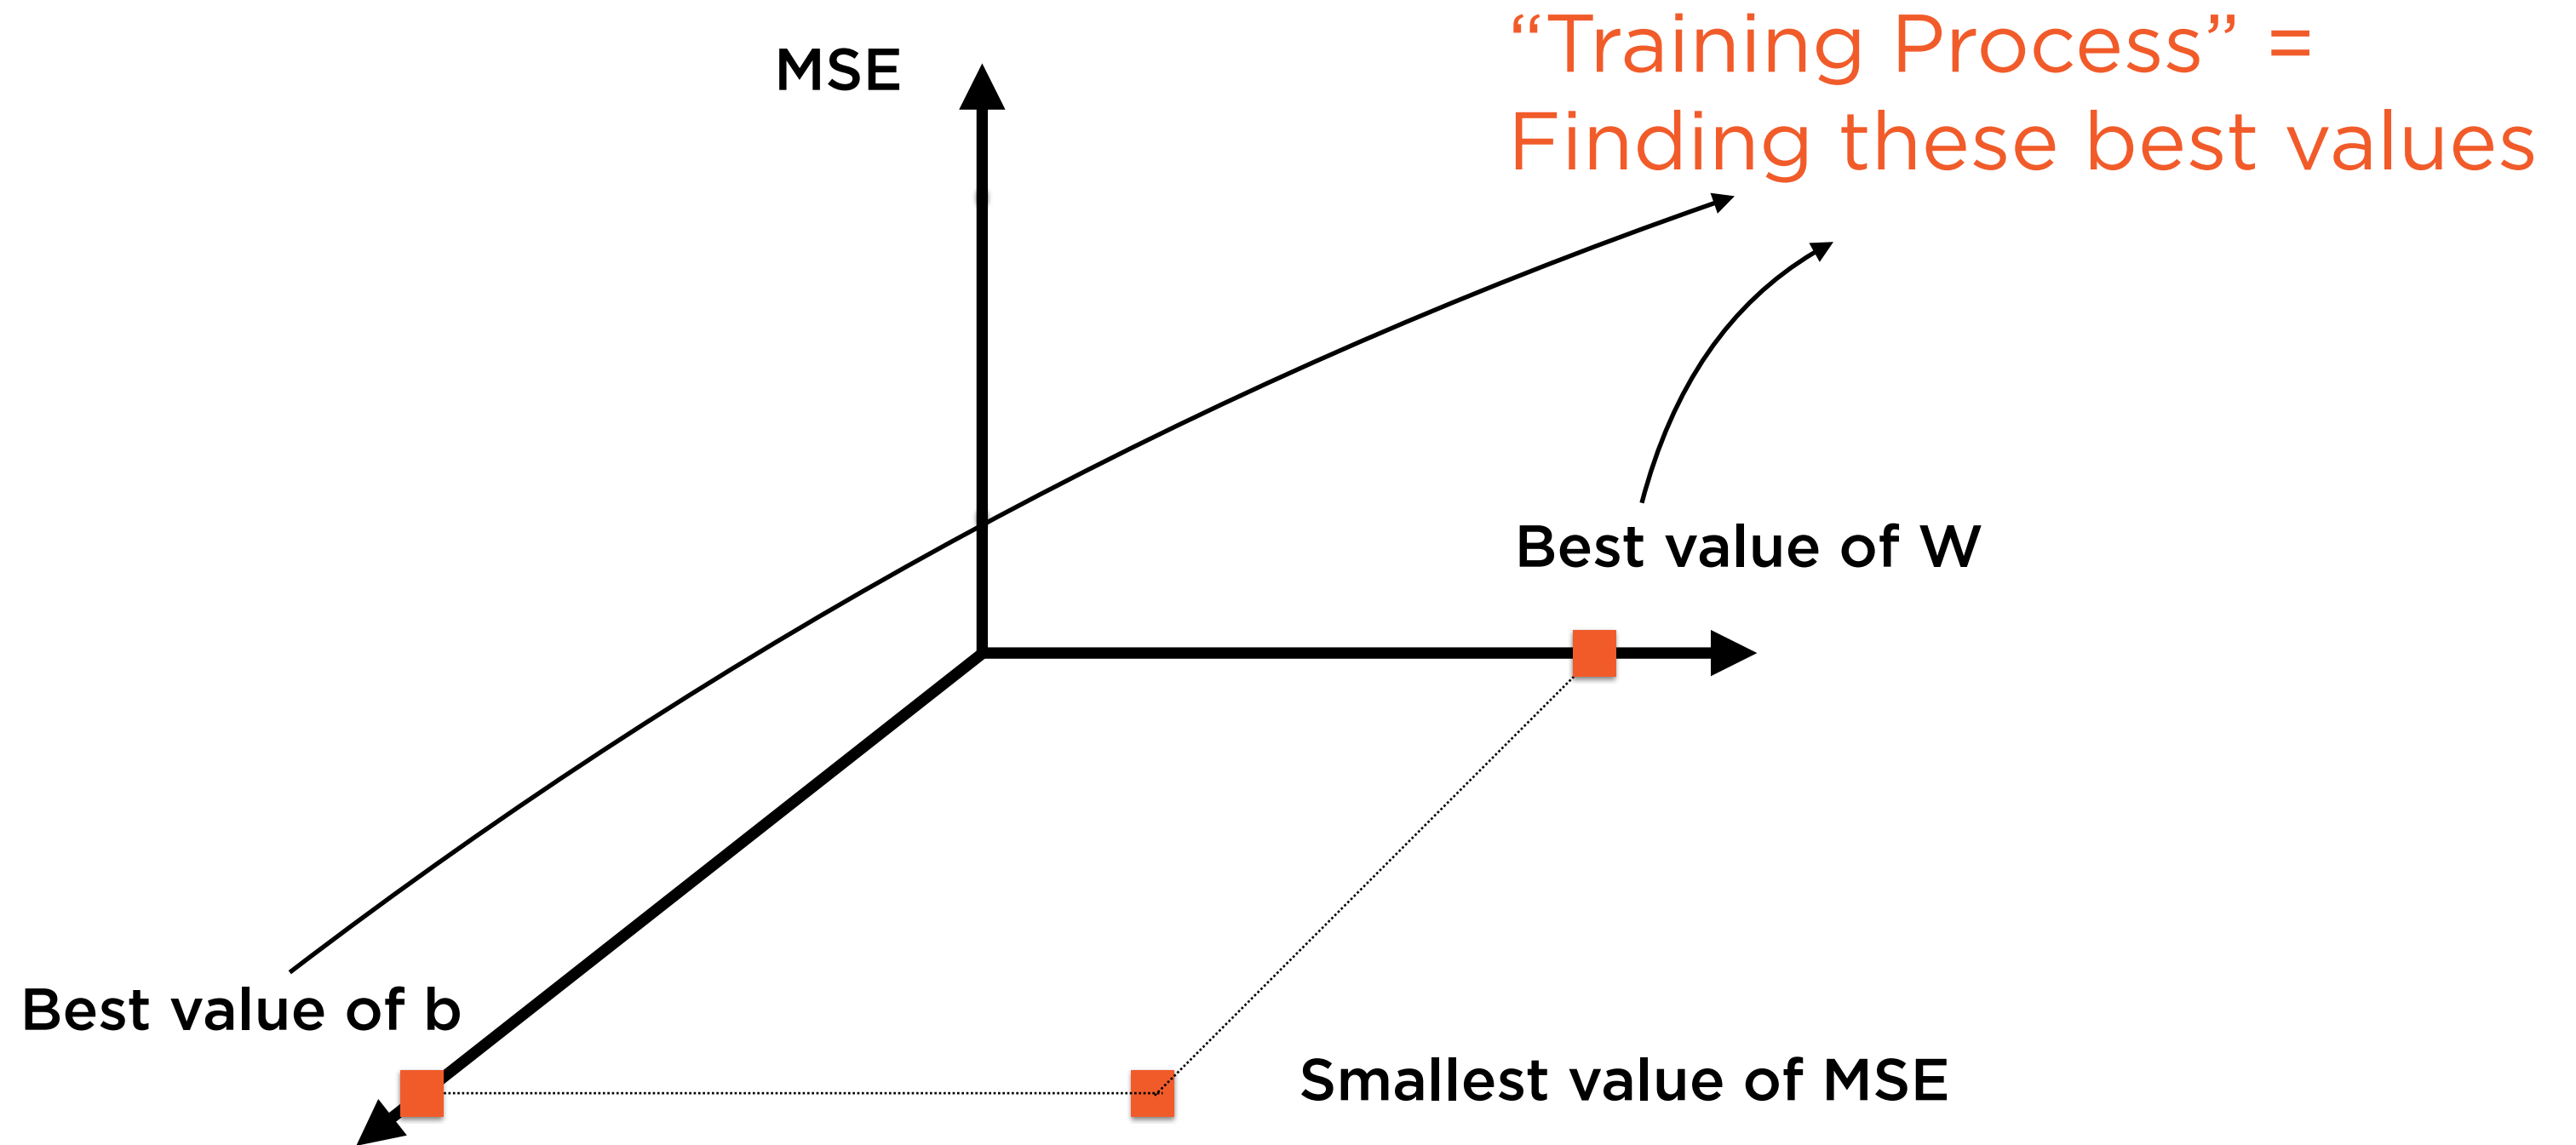 “Training Process” =
Finding these best values
MSE
Best value of W
Best value of b
Smallest value of MSE